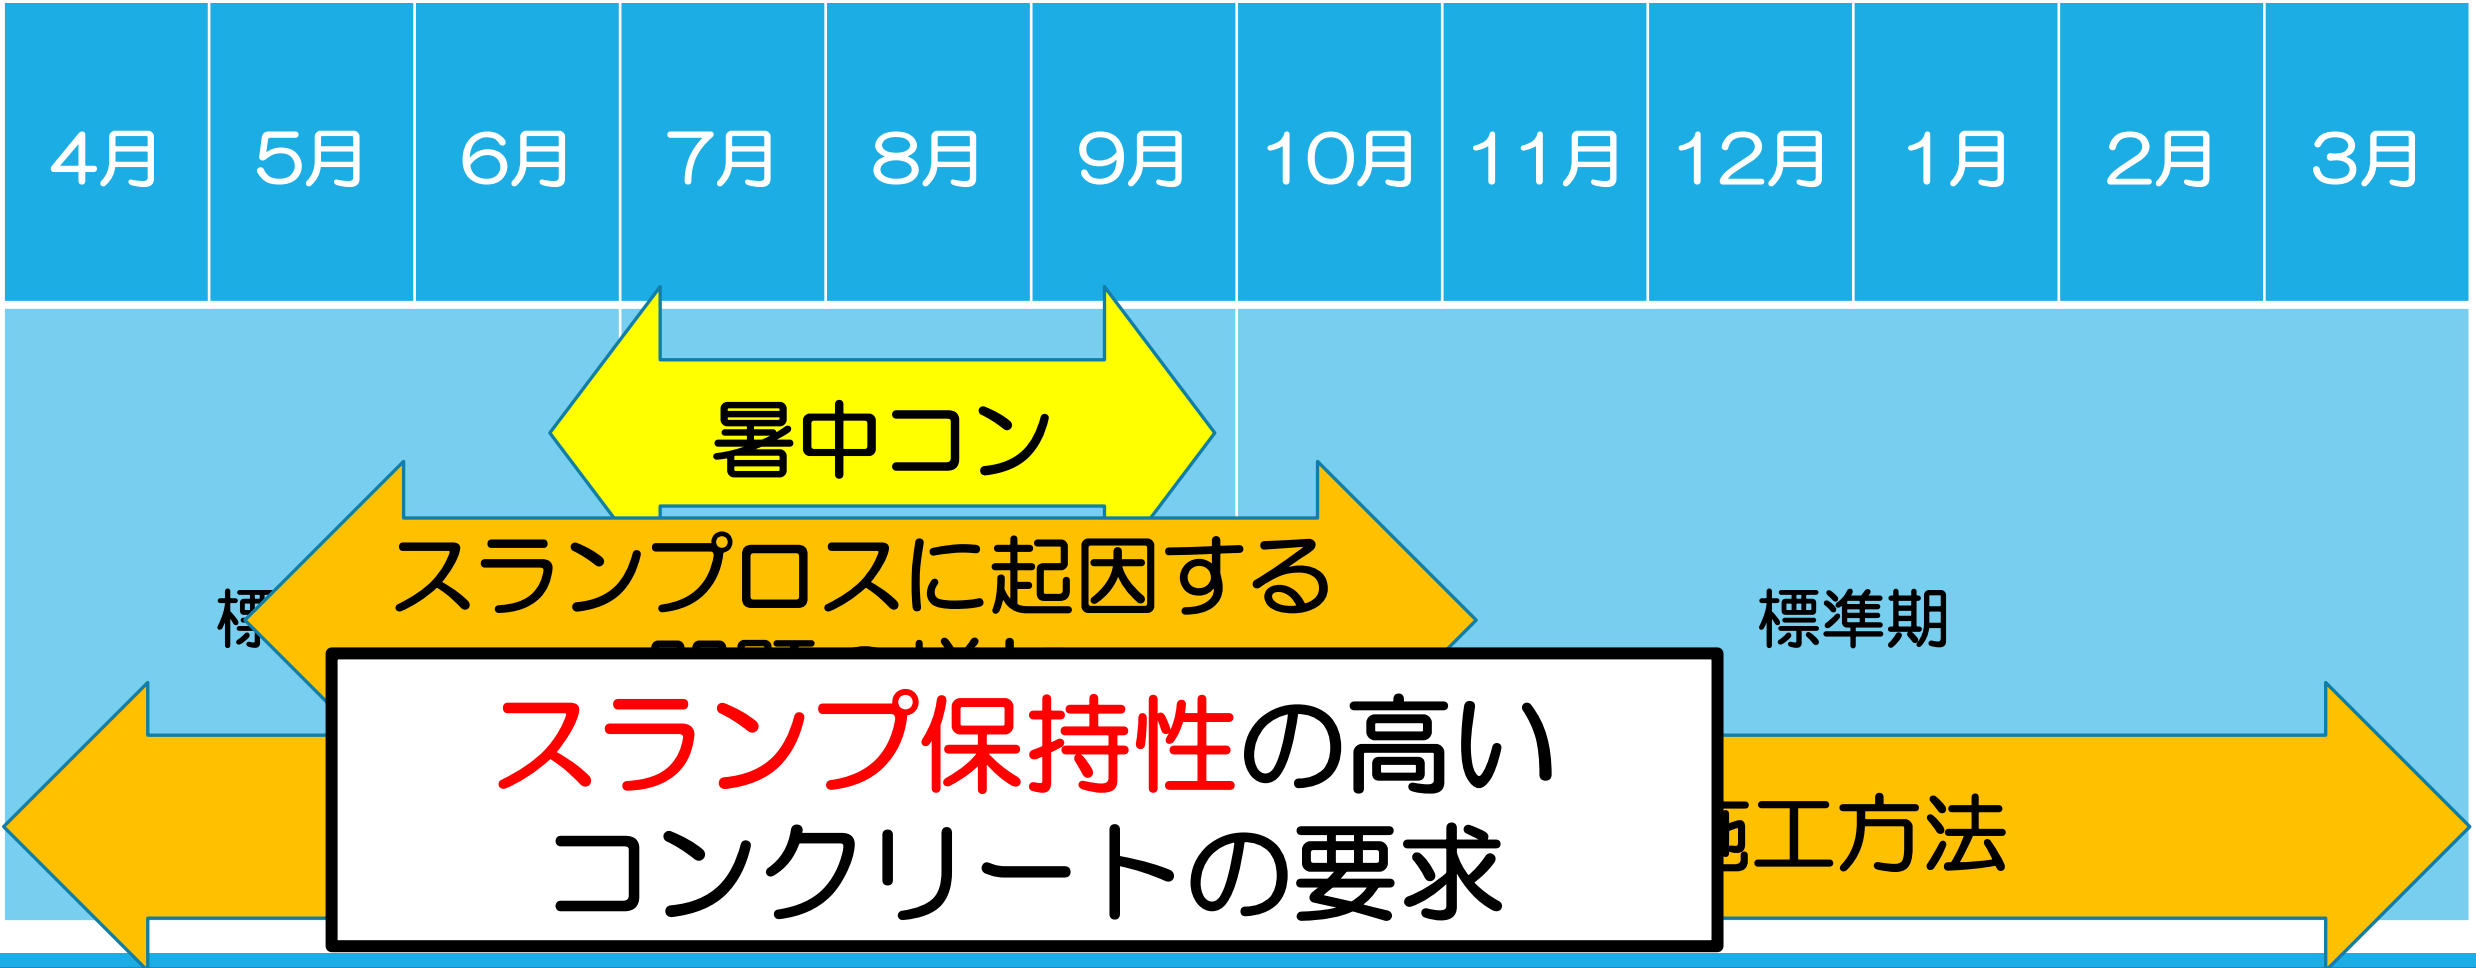 4月 5月 6月 7月 8月 9月 10月 11月 12月 1月 2月 3月
暑中コン
スランプロスに起因する
標準期
スランプ保持性の高い
コンクリートの要求
工方法